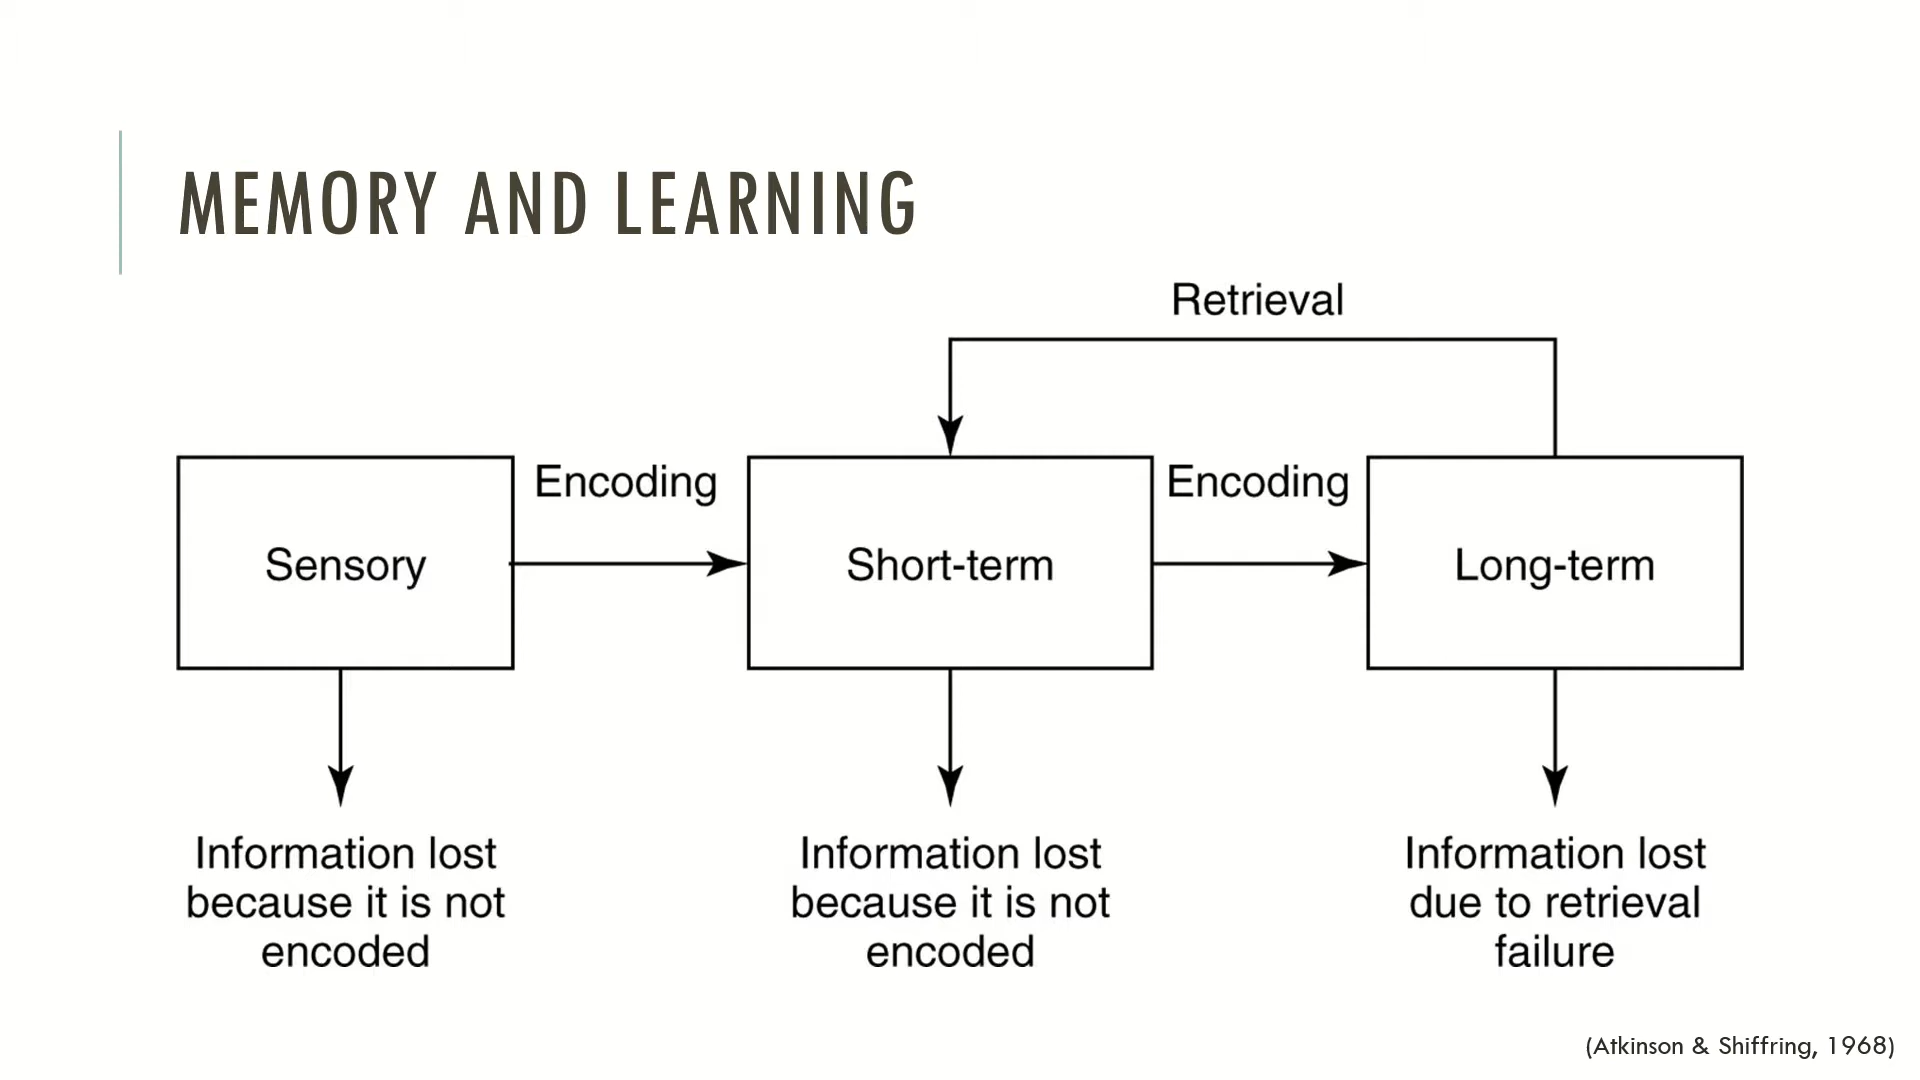 MEMORY AND LEARNING
Retrieval
Encoding
Encoding
Sensory
Short-term
Long-term
Information lost
because it is not
encoded
Information lost
because it is not
encoded
Information lost
due to retrieval
failure
(Atkinson & Shiffring, 1968)